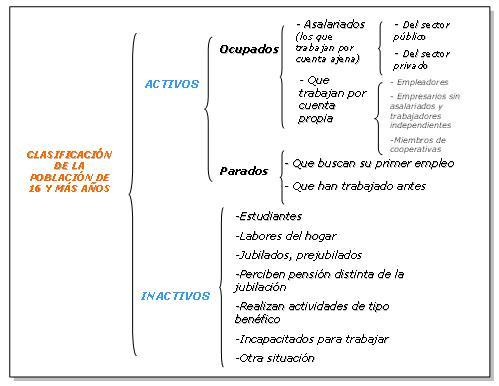 CLASIFICACIÓN
DE LA
POBLACIÓN DE
16 Y MÁS AÑOS
ACTIVOS
Ocupados
- Asalariados
(los que
trabajan por
cuenta ajena)
- Del sector
público
- Del sector
privado
- Que
trabajan por
cuenta
propia
- Empleadores
- Empresarios sin
asalariados y
trabajadores
independientes
-Miembros de
cooperativas
Parados
- Que buscan su primer empleo
- Que han trabajado antes
INACTIVOS
-Estudiantes
-Labores del hogar
-Jubilados, prejubilados
-Perciben pensión distinta de la
jubilación
-Realizan actividades de tipo
benéfico
-Incapacitados para trabajar
-Otra situación